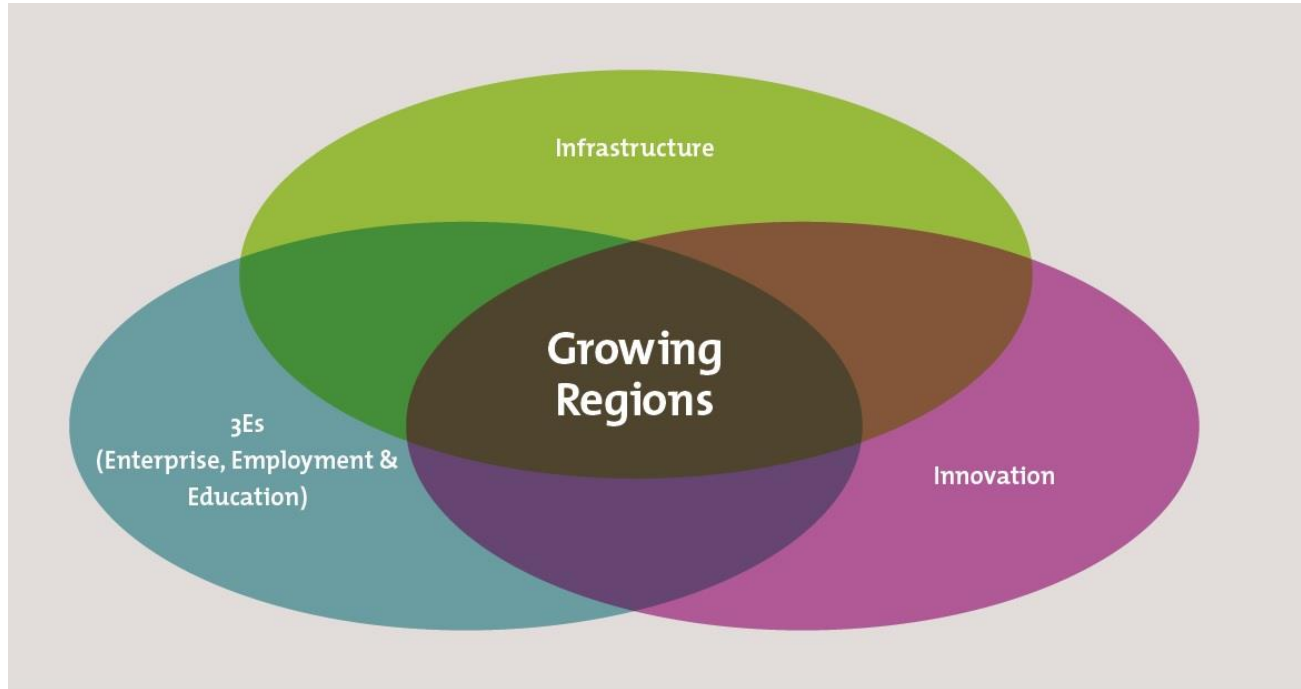 Infrastructure
Growing
Regions
3Es
(Enterprise, Employment &
Education)
Innovation